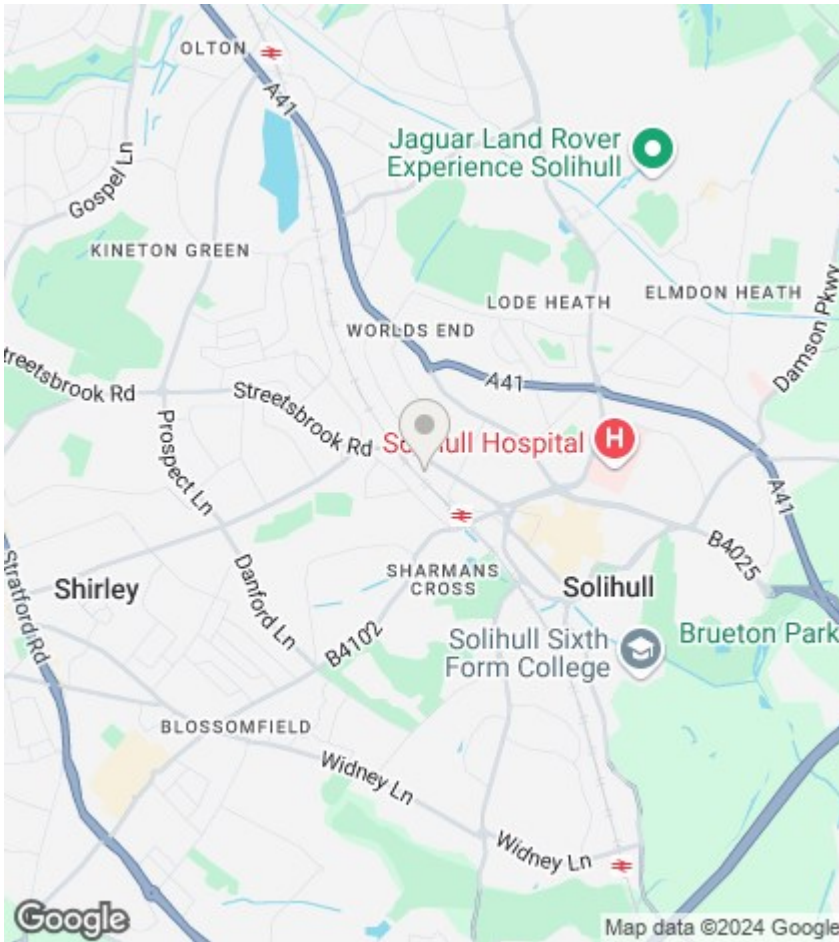 OLTON
A41
Jaguar Land Rover
Experience Solihull
Gospel Ln
KINETON GREEN
LODE HEATH
ELMDON HEATH
Damson Pkwy
WORLDS END
A41
treetsbrook Rd
Streetsbrook Rd
Prospect Ln
Solihull Hospital
H
A41
B4025
Stratford Rd
Shirley
Danford Ln
SHARMANS
CROSS
Solihull
B4102
Solihull Sixth
Form College
Brueton Park
BLOSSOMFIELD
Widney Ln
Widney Ln
Google
Map data ©2024 Google